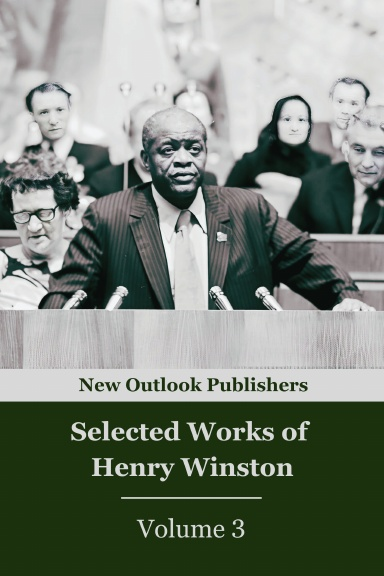 New Outlook Publishers
Selected Works of
Henry Winston
Volume 3